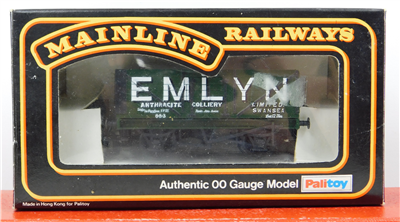 MAINLINE RAILWAYS
EMLYN
ANTHRACITE COLLIERY LIMITED
SWANSEA
Authentic 00 Gauge Model Palitoy
Made in Hong Kong for Palitoy